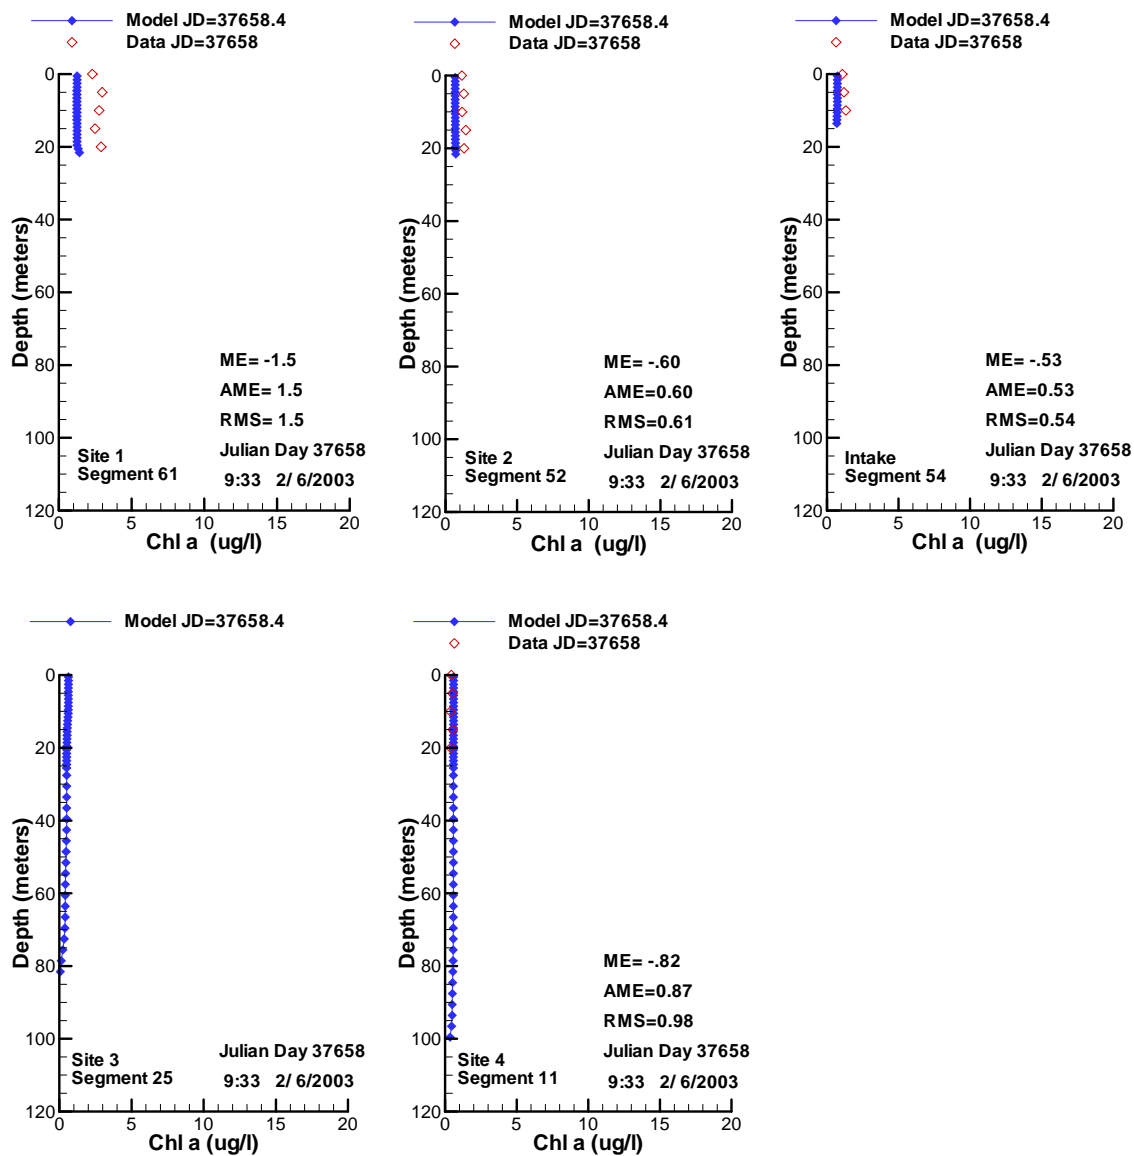 Model JD=37658.4
Data JD=37658
0
20
40
60
80
100
120
Depth (meters)
ME= -1.5
AME= 1.5
RMS= 1.5
Julian Day 37658
9:33 2/ 6/2003
Site 1
Segment 61
0 5 10 15 20
Chl a (ug/l)
Model JD=37658.4
Data JD=37658
0
20
40
60
80
100
120
Depth (meters)
ME= -.60
AME=0.60
RMS=0.61
Julian Day 37658
9:33 2/ 6/2003
Site 2
Segment 52
0 5 10 15 20
Chl a (ug/l)
Model JD=37658.4
Data JD=37658
0
20
40
60
80
100
120
Depth (meters)
ME= -.53
AME=0.53
RMS=0.54
Julian Day 37658
9:33 2/ 6/2003
Intake
Segment 54
0 5 10 15 20
Chl a (ug/l)
Model JD=37658.4
0
20
40
60
80
100
120
Depth (meters)
Julian Day 37658
9:33 2/ 6/2003
Site 3
Segment 25
0 5 10 15 20
Chl a (ug/l)
Model JD=37658.4
Data JD=37658
0
20
40
60
80
100
120
Depth (meters)
ME= -.82
AME=0.87
RMS=0.98
Julian Day 37658
9:33 2/ 6/2003
Site 4
Segment 11
0 5 10 15 20
Chl a (ug/l)